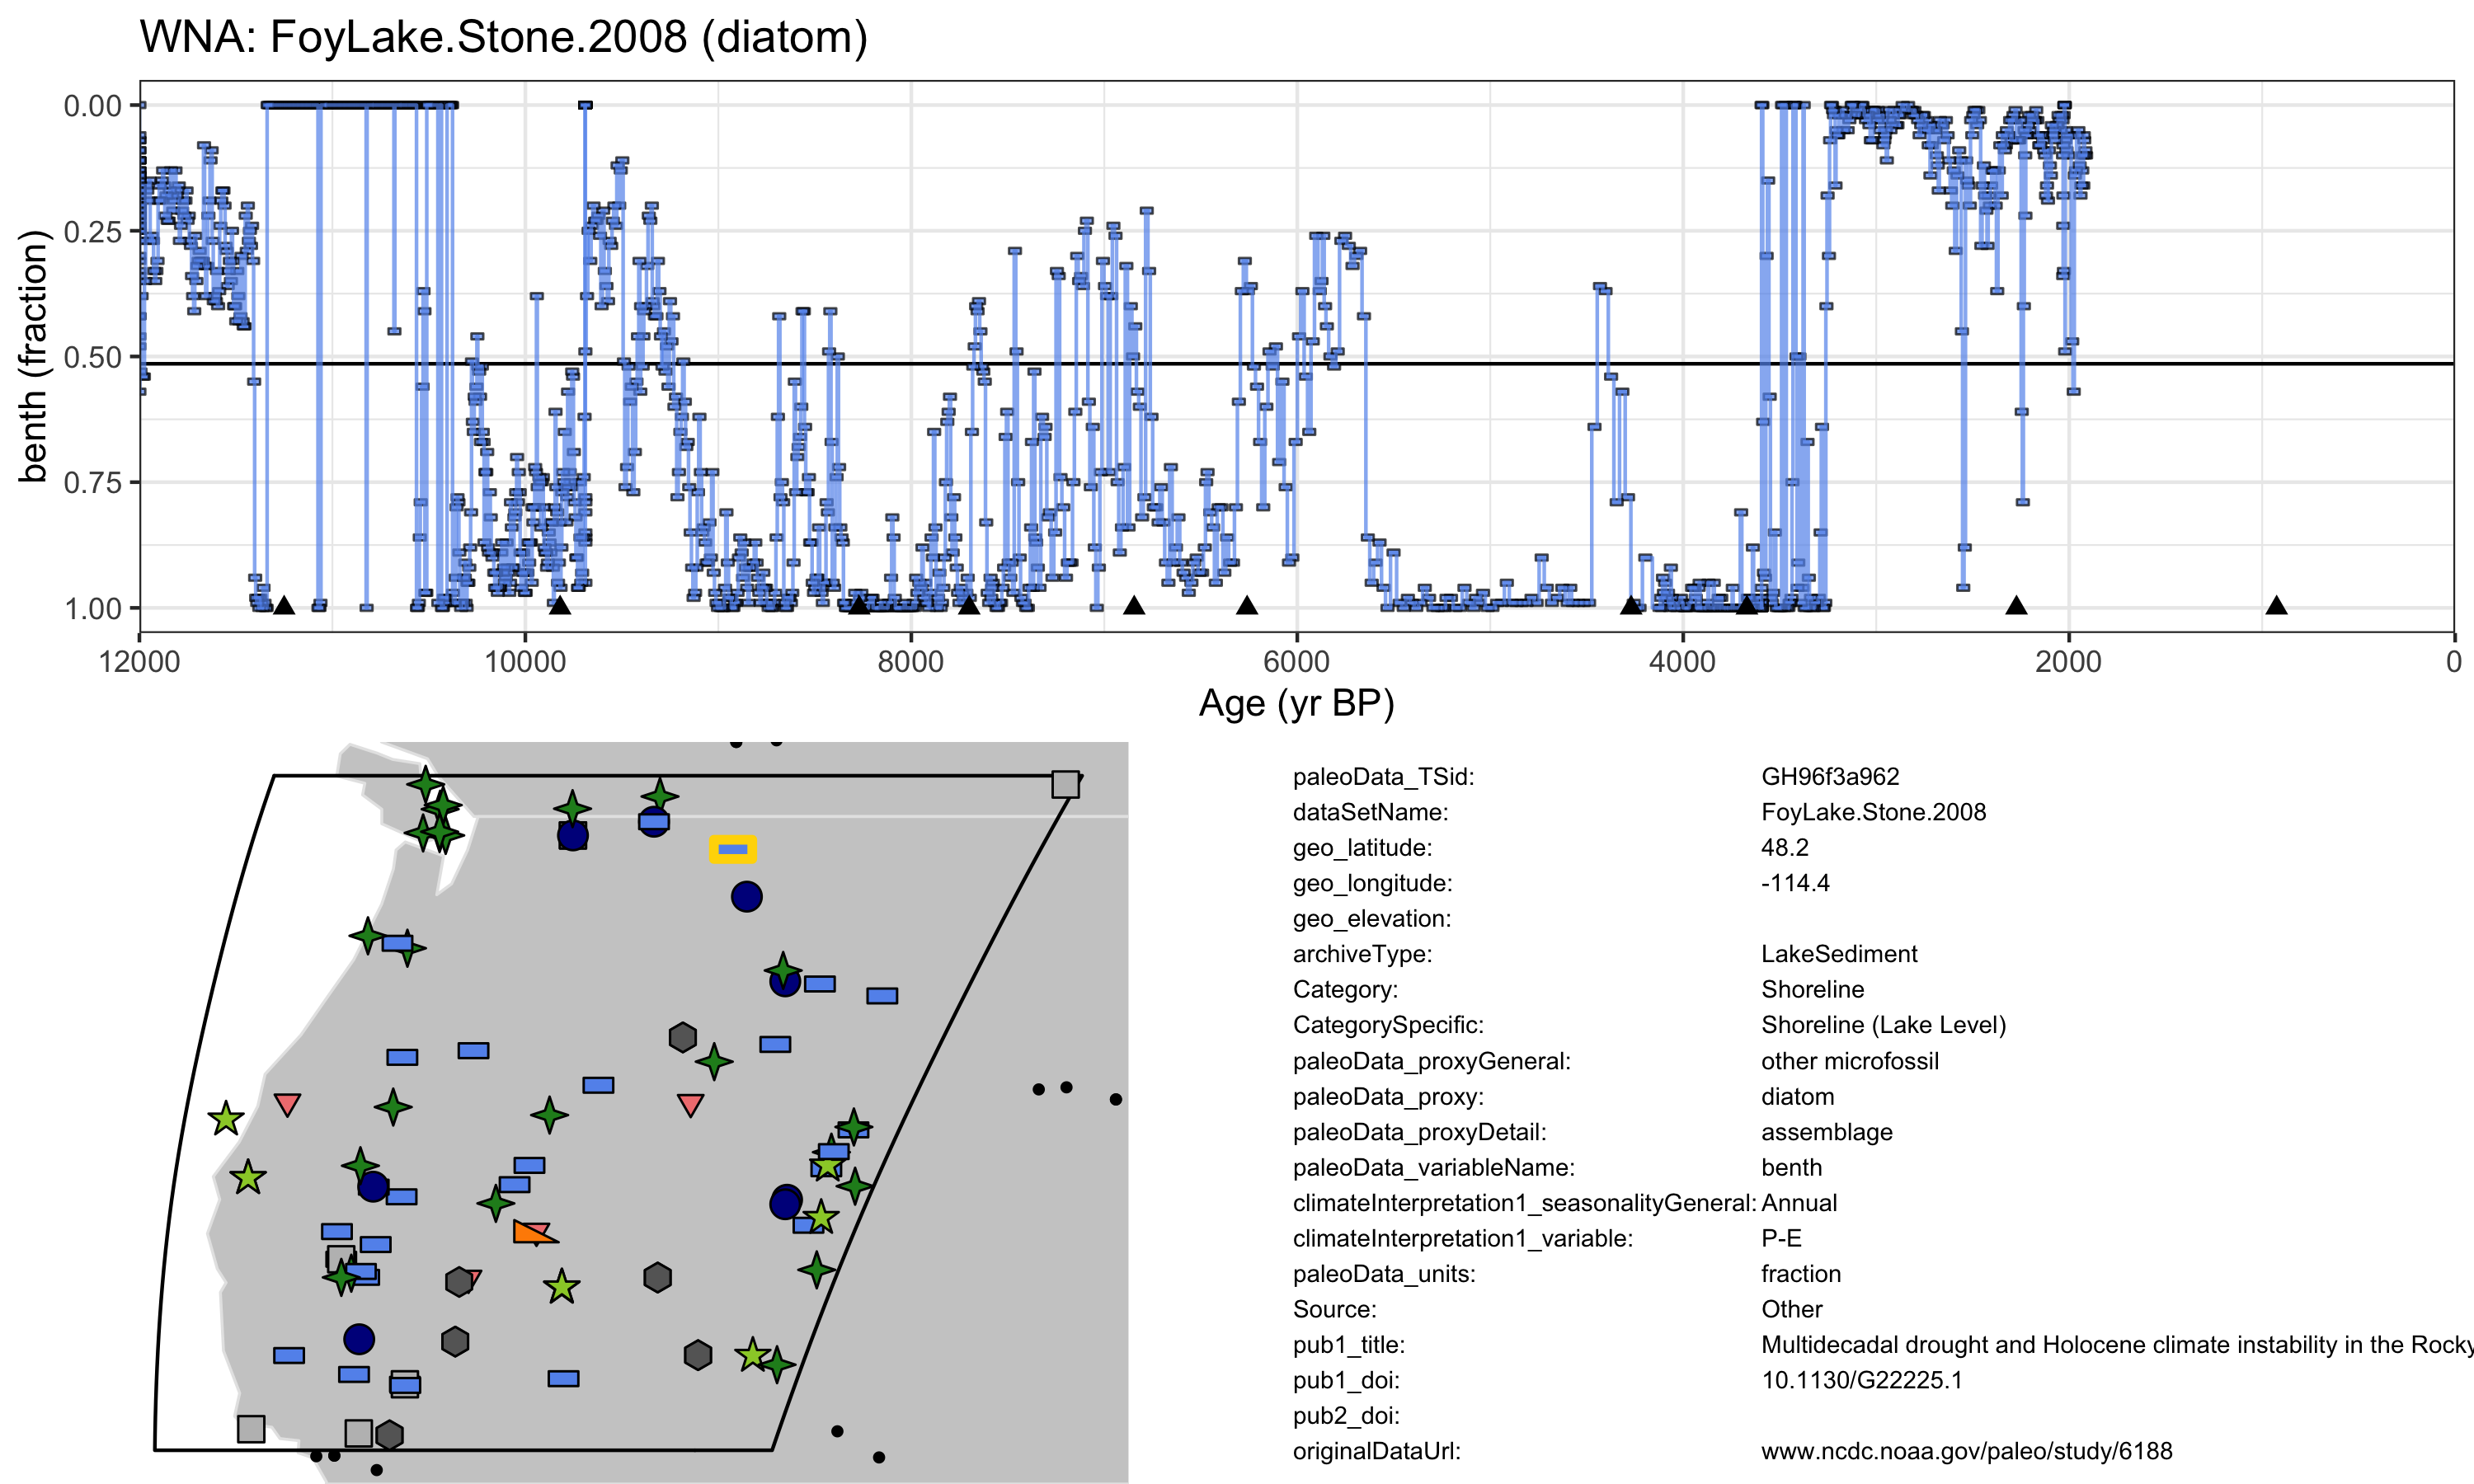 WNA: FoyLake.Stone.2008 (diatom)
0.00
0.25
0.50
0.75
1.00
benth (fraction)
12000 10000 8000 6000 4000 2000 0
Age (yr BP)
paleoData_TSid: GH96f3a962
dataSetName: FoyLake.Stone.2008
geo_latitude: 48.2
geo_longitude: -114.4
geo_elevation:
archiveType: LakeSediment
Category: Shoreline
CategorySpecific: Shoreline (Lake Level)
paleoData_proxyGeneral: other microfossil
paleoData_proxy: diatom
paleoData_proxyDetail: assemblage
paleoData_variableName: benth
climateInterpretation1_seasonalityGeneral: Annual
climateInterpretation1_variable: P-E
paleoData_units: fraction
Source: Other
pub1_title: Multidecadal drought and Holocene climate instability in the Rocky
pub1_doi: 10.1130/G22225.1
pub2_doi:
originalDataUrl: www.ncdc.noaa.gov/paleo/study/6188